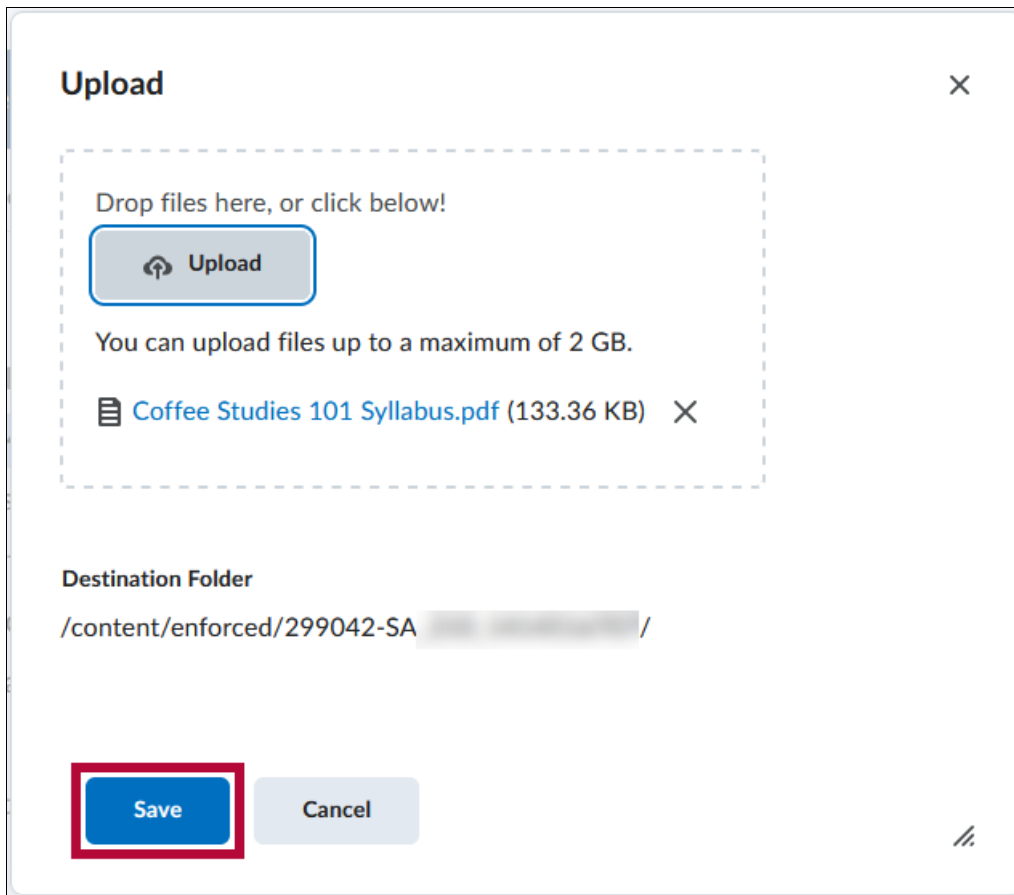 Upload
Drop files here, or click below!
Upload
You can upload files up to a maximum of 2 GB.
Coffee Studies 101 Syllabus.pdf (133.36 KB)
Destination Folder
/content/enforced/299042-SA /
Save Cancel